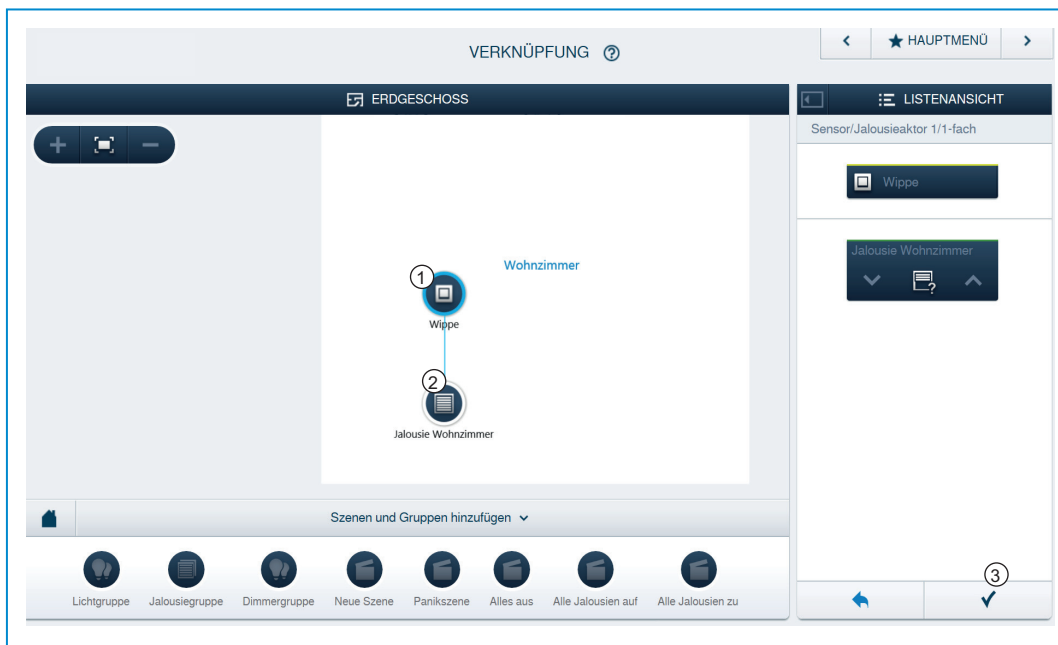 VERKNÜPFUNG ?
HAUPTMENÜ
ERDGESCHOSS
LISTENANSICHT
Sensor/Jalousieaktor 1/1-fach
Wippe
Jalousie Wohnzimmer
?
Wohnzimmer
1
Wippe
2
Jalousie Wohnzimmer
Szenen und Gruppen hinzufügen
Lichtgruppe
Jalousiegruppe
Dimmergruppe
Neue Szene
Panikszene
Alles aus
Alle Jalousien auf
Alle Jalousien zu
3